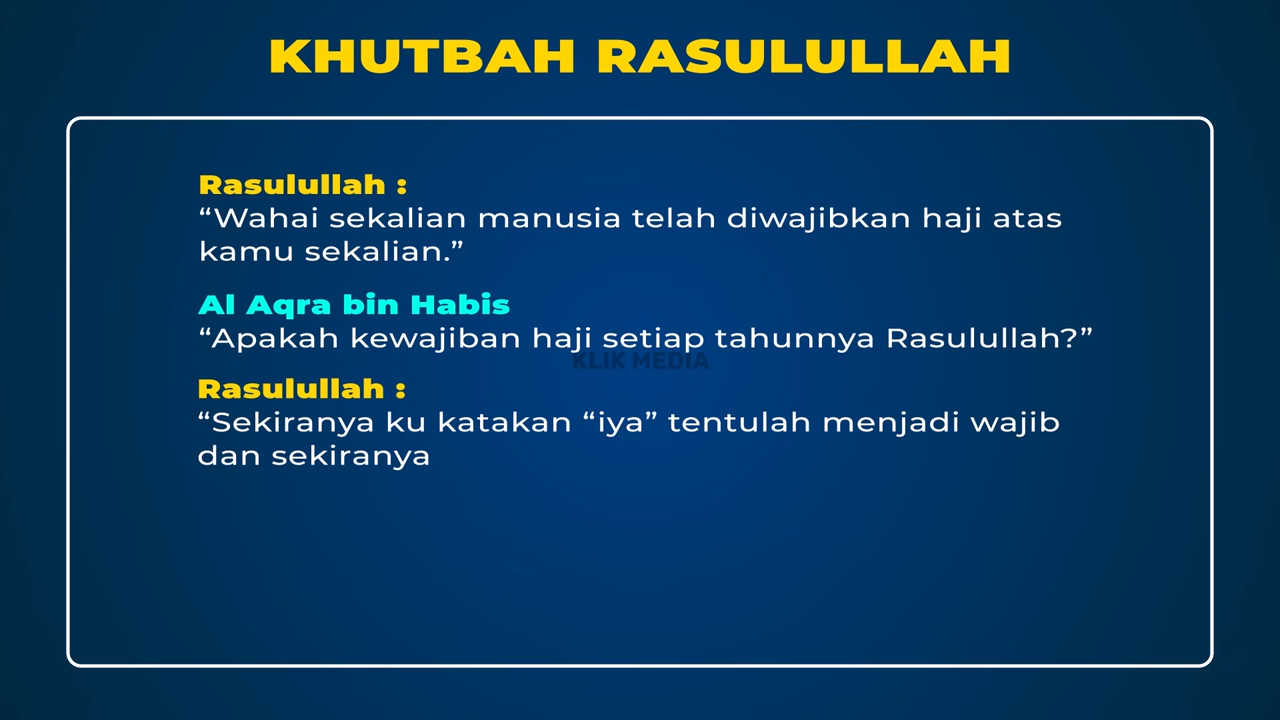 KHUTBAH RASULULLAH
Rasulullah :
“Wahai sekalian manusia telah diwajibkan haji atas
kamu sekalian.”
Al Aqra bin Habis
“Apakah kewajiban haji setiap tahunnya Rasulullah?”
KLIK MEDIA
Rasulullah :
“Sekiranya ku katakan “iya” tentulah menjadi wajib
dan sekiranya